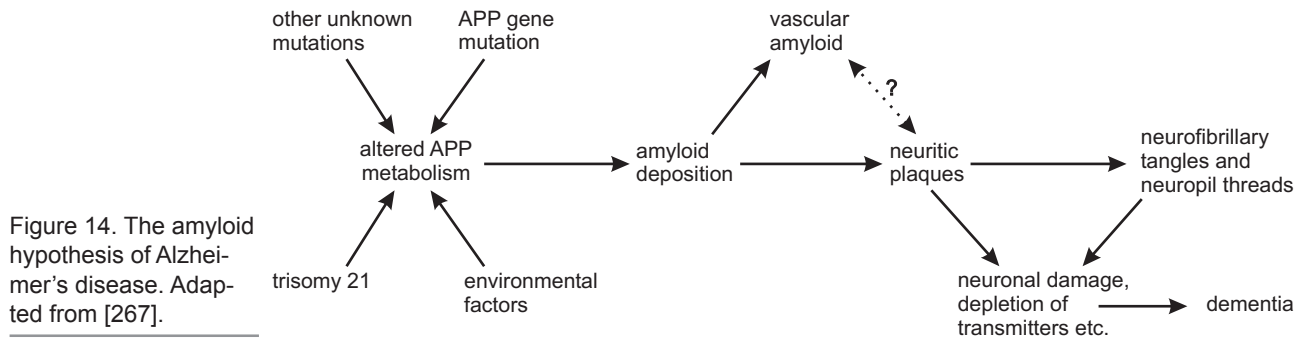 other unknown
mutations
APP gene
mutation
vascular
amyloid
?
altered APP
metabolism
amyloid
deposition
neuritic
plaques
neurofibrillary
tangles and
neuropil threads
trisomy 21
environmental
factors
neuronal damage,
depletion of
transmitters etc.
dementia
Figure 14. The amyloid
hypothesis of Alzhei-
mer’s disease. Adap-
ted from [267].